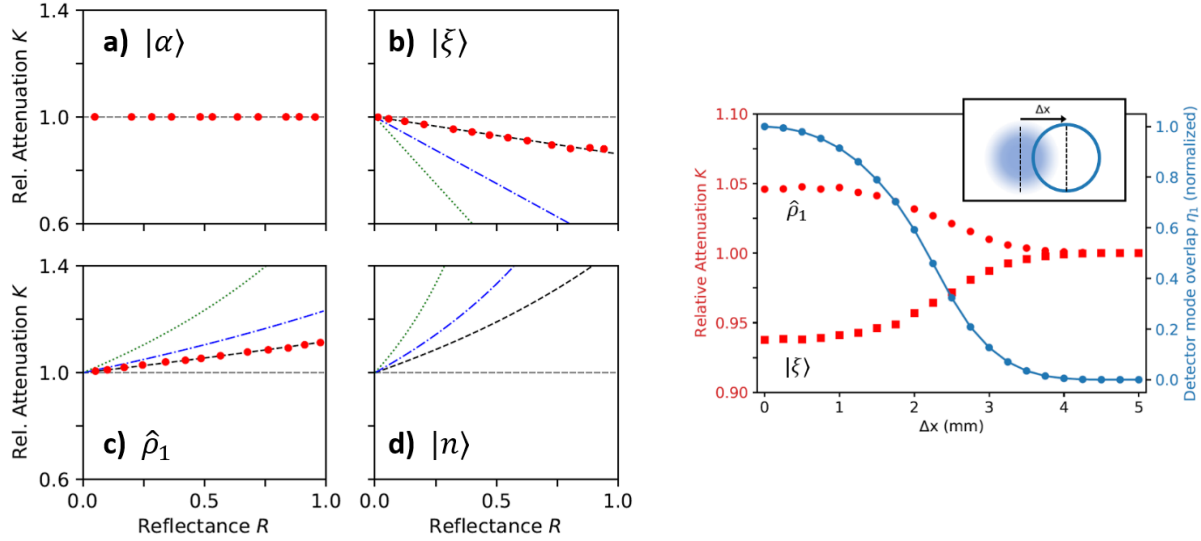 a) |α⟩
b) |ξ⟩
Rel. Attenuation K
1.4
1.0
0.6
c) ρ̂₁
d) |n⟩
Rel. Attenuation K
1.4
1.0
0.6
0.0
0.5
1.0
0.0
0.5
1.0
Reflectance R
Reflectance R
Relative Attenuation K
1.10
1.05
1.00
0.95
0.90
Δx
ρ̂₁
|ξ⟩
1.0
0.8
0.6
0.4
0.2
0.0
Detector mode overlap η₁ (normalized)
0
1
2
3
4
5
Δx (mm)